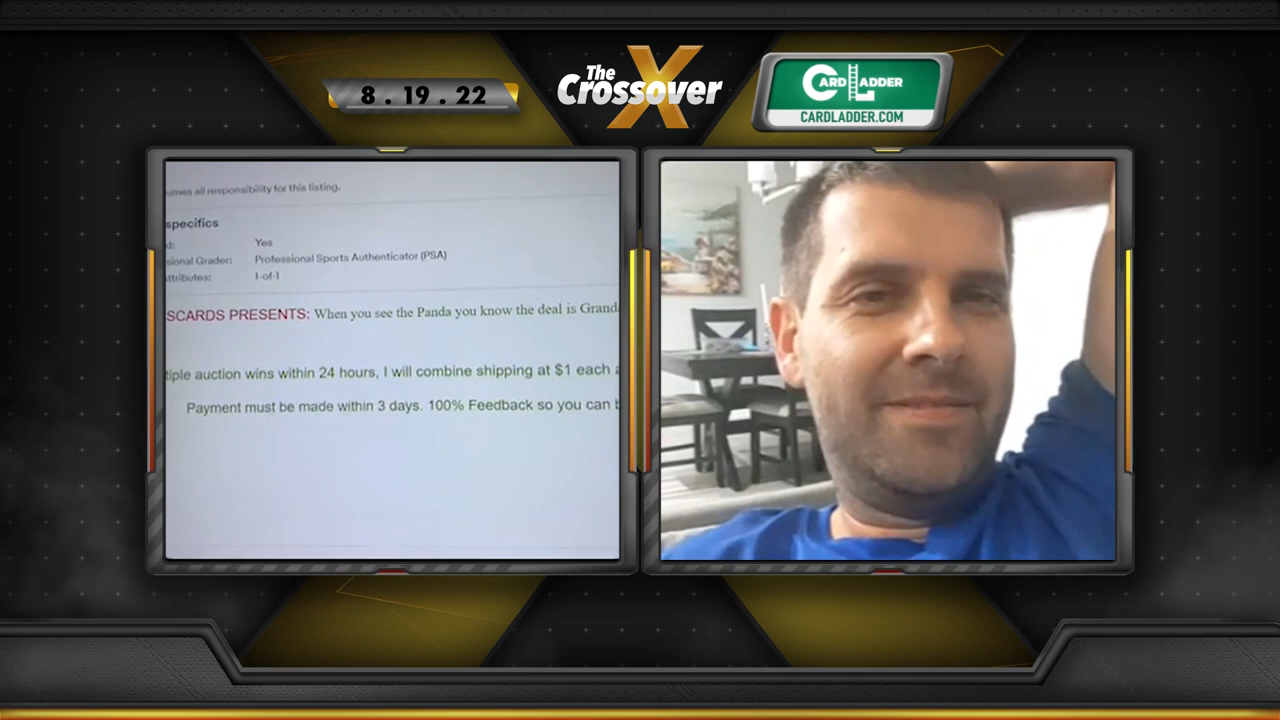 8 . 19 . 22
The
Crossover
X
CARD LADDER
CARDLADDER.COM
umes all responsibility for this listing.
specifics
d: Yes
sional Grader: Professional Sports Authenticator (PSA)
ttributes: 1-of-1
SCARDS PRESENTS: When you see the Panda you know the deal is Grand
tiple auction wins within 24 hours, I will combine shipping at $1 each a
Payment must be made within 3 days. 100% Feedback so you can b